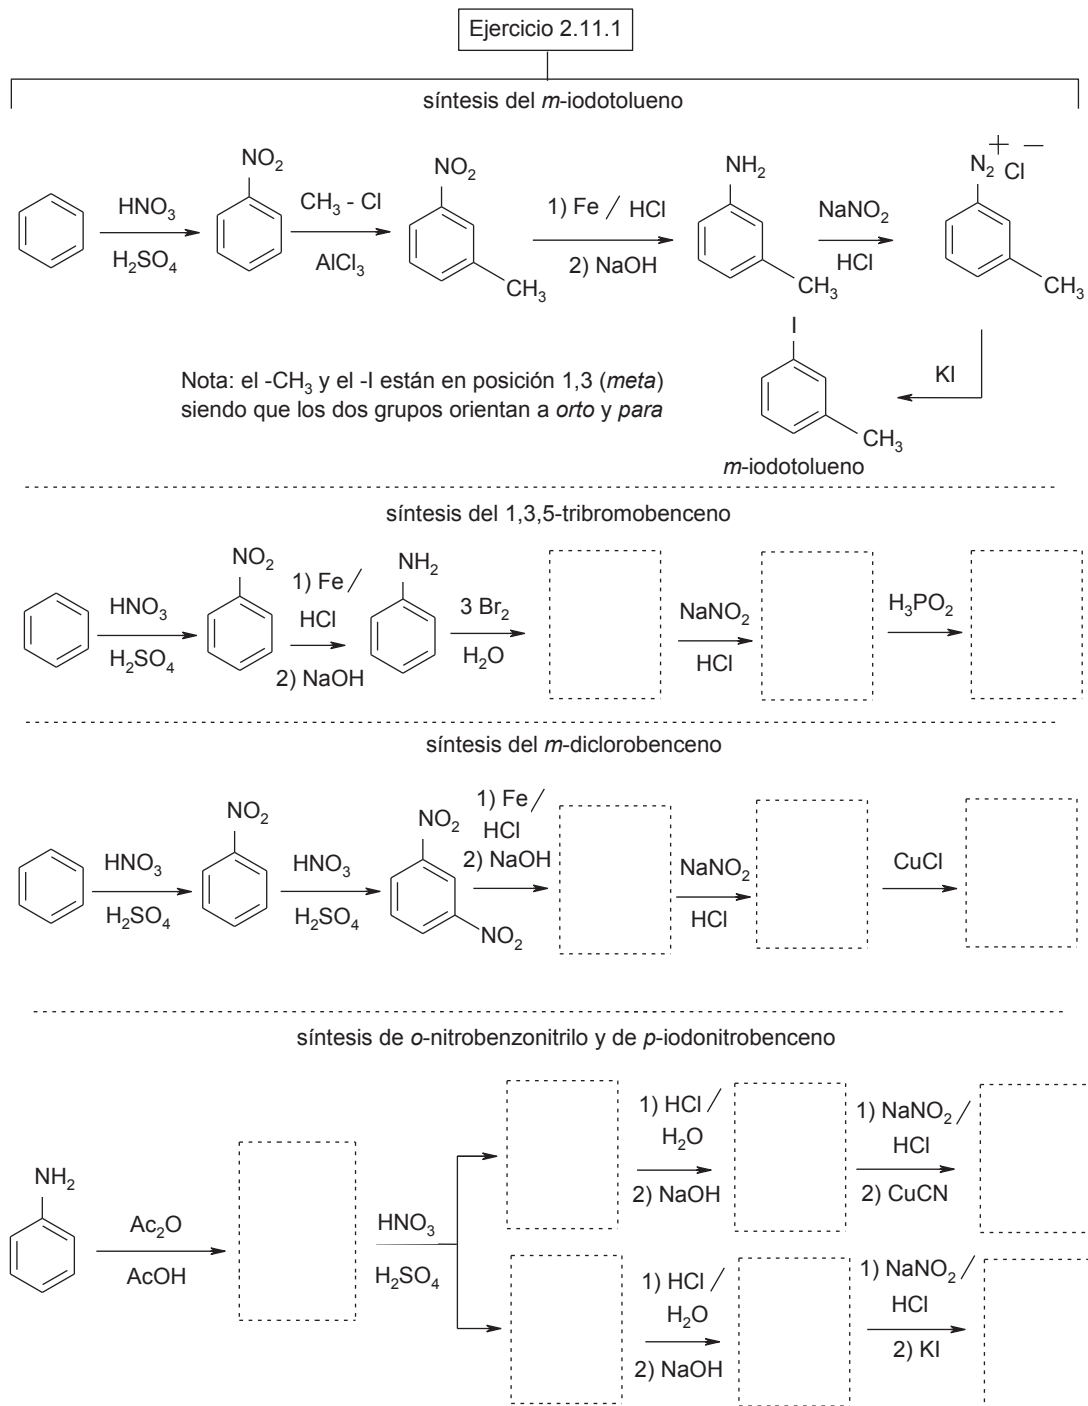 Ejercicio 2.11.1
síntesis del m-iodotolueno
HNO3
H2SO4
NO2
CH3 - Cl
AlCl3
NO2
CH3
1) Fe / HCl
2) NaOH
NH2
CH3
NaNO2
HCl
N2 + Cl −
CH3
KI
I
CH3
m-iodotolueno
Nota: el -CH3 y el -I están en posición 1,3 (meta)
siendo que los dos grupos orientan a orto y para
síntesis del 1,3,5-tribromobenceno
HNO3
H2SO4
NO2
1) Fe /
HCl
2) NaOH
NH2
3 Br2
H2O
NaNO2
HCl
H3PO2
síntesis del m-diclorobenceno
HNO3
H2SO4
NO2
HNO3
H2SO4
NO2
NO2
1) Fe /
HCl
2) NaOH
NaNO2
HCl
CuCl
síntesis de o-nitrobenzonitrilo y de p-iodonitrobenceno
NH2
Ac2O
AcOH
HNO3
H2SO4
1) HCl /
H2O
2) NaOH
1) NaNO2 /
HCl
2) CuCN
1) HCl /
H2O
2) NaOH
1) NaNO2 /
HCl
2) KI